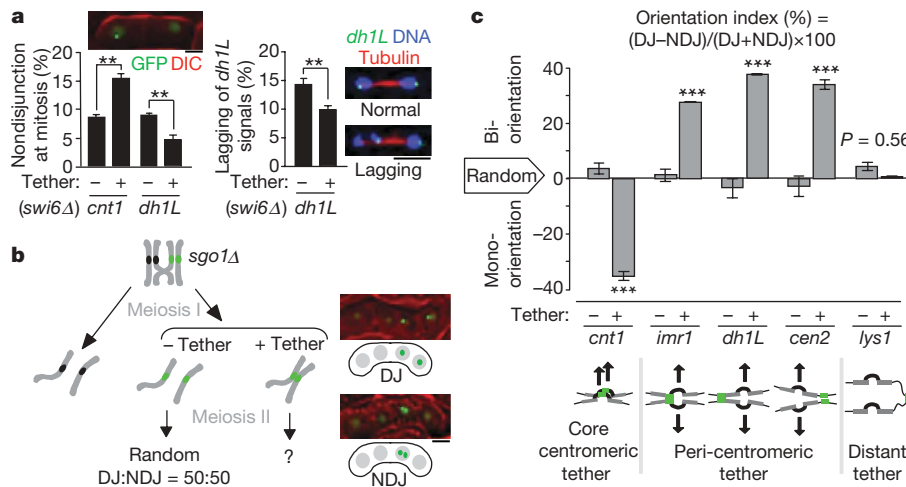 a
GFP DIC
Nondisjunction
at mitosis (%)
20
15
10
5
0
**
**
Tether: – + – +
(swi6Δ) cnt1 dh1L
Lagging of dh1L
signals (%)
20
15
10
5
0
**
Tether: – +
(swi6Δ) dh1L
dh1L DNA
Tubulin
Normal
Lagging
b
sgo1Δ
Meiosis I
– Tether + Tether
Meiosis II
Random
DJ:NDJ = 50:50
?
DJ
NDJ
c
Orientation index (%) =
(DJ–NDJ)/(DJ+NDJ)×100
Bi-
orientation
Random
Mono-
orientation
40
20
0
–20
–40
***
***
***
***
P = 0.56
Tether: – + – + – + – + – +
cnt1 imr1 dh1L cen2 lys1
Core
centromeric
tether
Peri-centromeric
tether
Distant
tether